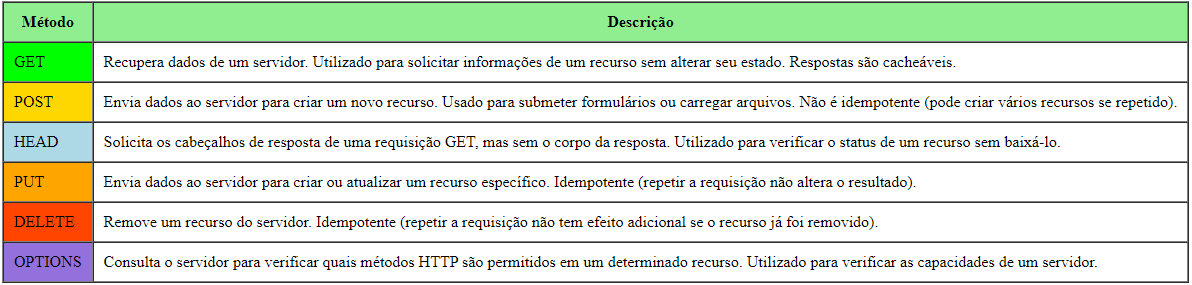 Método Descrição
GET Recupera dados de um servidor. Utilizado para solicitar informações de um recurso sem alterar seu estado. Respostas são cacheáveis.
POST Envia dados ao servidor para criar um novo recurso. Usado para submeter formulários ou carregar arquivos. Não é idempotente (pode criar vários recursos se repetido).
HEAD Solicita os cabeçalhos de resposta de uma requisição GET, mas sem o corpo da resposta. Utilizado para verificar o status de um recurso sem baixá-lo.
PUT Envia dados ao servidor para criar ou atualizar um recurso específico. Idempotente (repetir a requisição não altera o resultado).
DELETE Remove um recurso do servidor. Idempotente (repetir a requisição não tem efeito adicional se o recurso já foi removido).
OPTIONS Consulta o servidor para verificar quais métodos HTTP são permitidos em um determinado recurso. Utilizado para verificar as capacidades de um servidor.